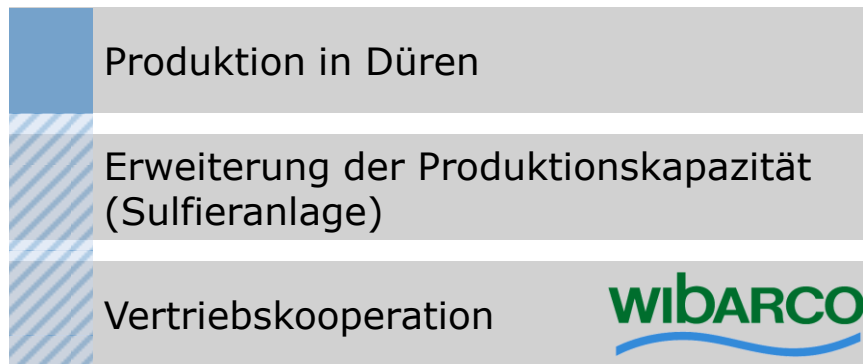 Produktion in Düren
Erweiterung der Produktionskapazität
(Sulfieranlage)
Vertriebskooperation
wibarco